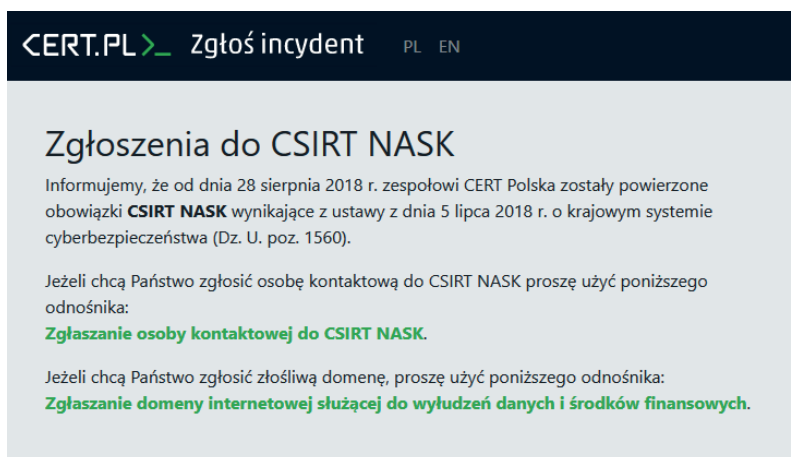 CERT.PL>_ Zgłoś incydent PL EN
Zgłoszenia do CSIRT NASK
Informujemy, że od dnia 28 sierpnia 2018 r. zespołowi CERT Polska zostały powierzone
obowiązki CSIRT NASK wynikające z ustawy z dnia 5 lipca 2018 r. o krajowym systemie
cyberbezpieczeństwa (Dz. U. poz. 1560).
Jeżeli chcą Państwo zgłosić osobę kontaktową do CSIRT NASK proszę użyć poniższego
odnośnika:
Zgłaszanie osoby kontaktowej do CSIRT NASK.
Jeżeli chcą Państwo zgłosić złośliwą domenę, proszę użyć poniższego odnośnika:
Zgłaszanie domeny internetowej służącej do wyłudzeń danych i środków finansowych.